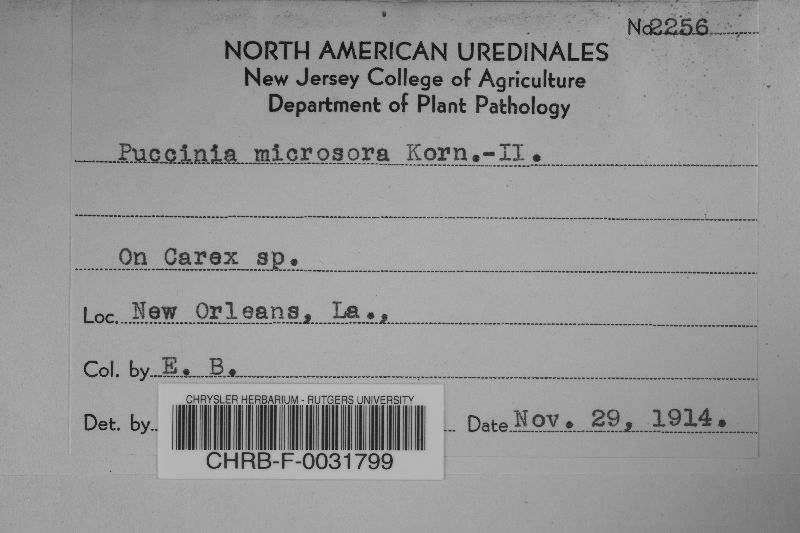 No. 2256
NORTH AMERICAN UREDINALES
New Jersey College of Agriculture
Department of Plant Pathology
Puccinia microsora Korn.-II.
On Carex sp.
Loc. New Orleans, La.,
Col. by E. B.
Det. by
Date Nov. 29, 1914.
CHRYSLER HERBARIUM - RUTGERS UNIVERSITY
CHRB-F-0031799